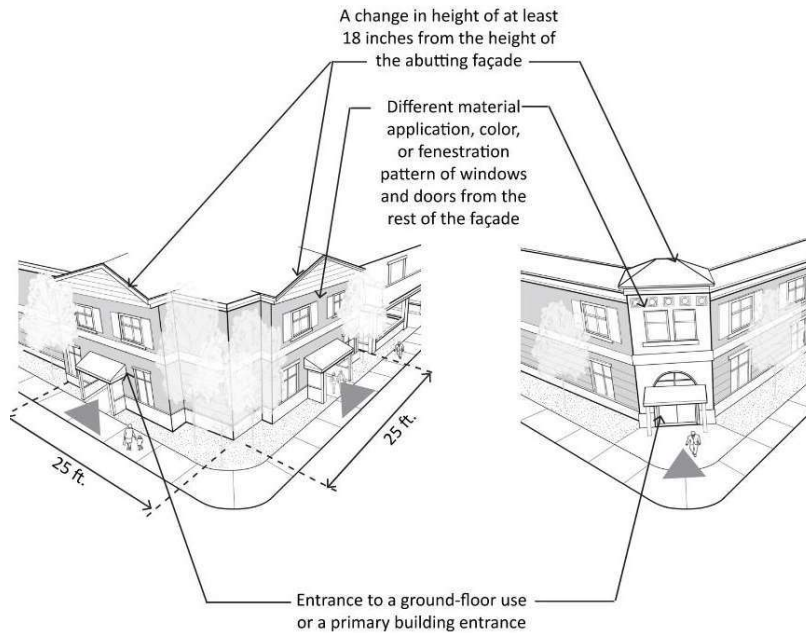 A change in height of at least
18 inches from the height of
the abutting façade
Different material
application, color,
or fenestration
pattern of windows
and doors from the
rest of the façade
25 ft.
25 ft.
Entrance to a ground-floor use
or a primary building entrance